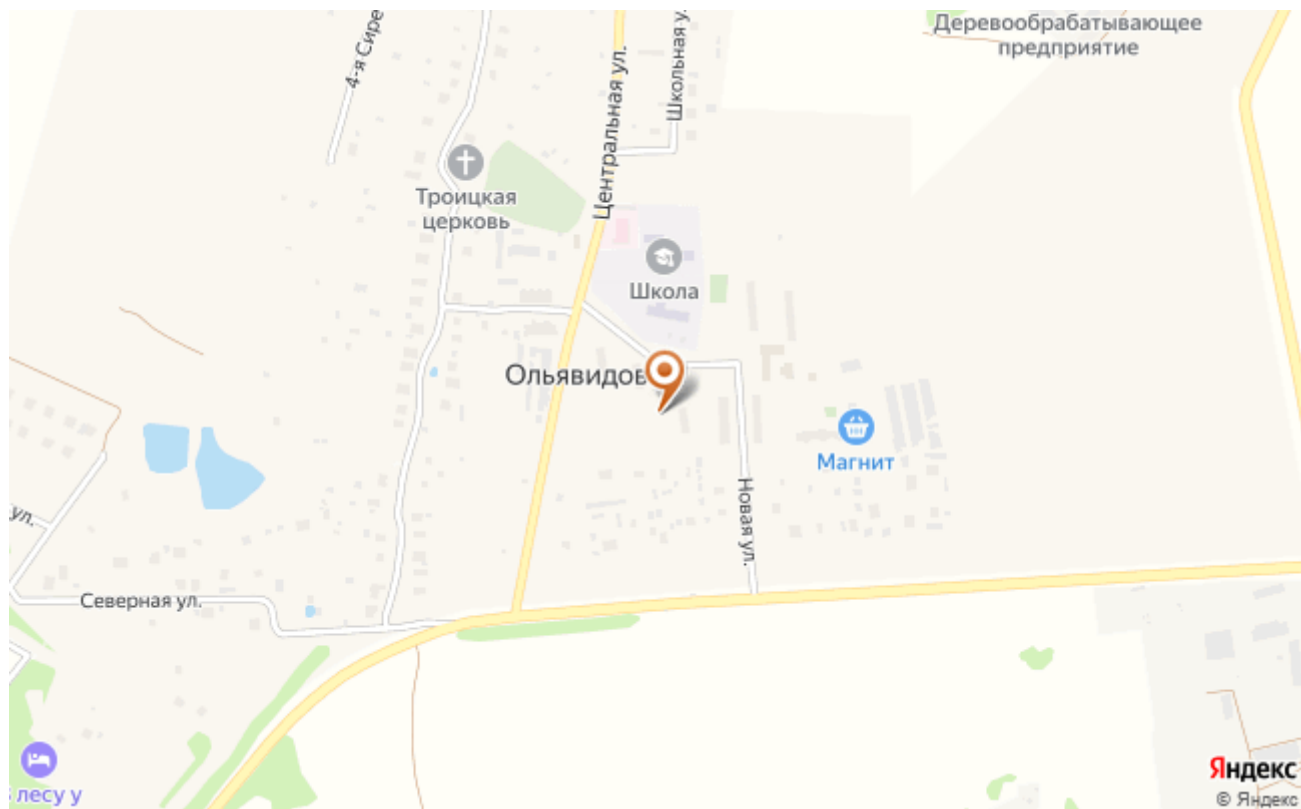 Деревообрабатывающее
предприятие
4-я Сире
Центральная ул.
Школьная ул.
Троицкая
церковь
Школа
Ольявидов
Магнит
Новая ул.
ул.
Северная ул.
лесу у
Яндекс
© Яндекс